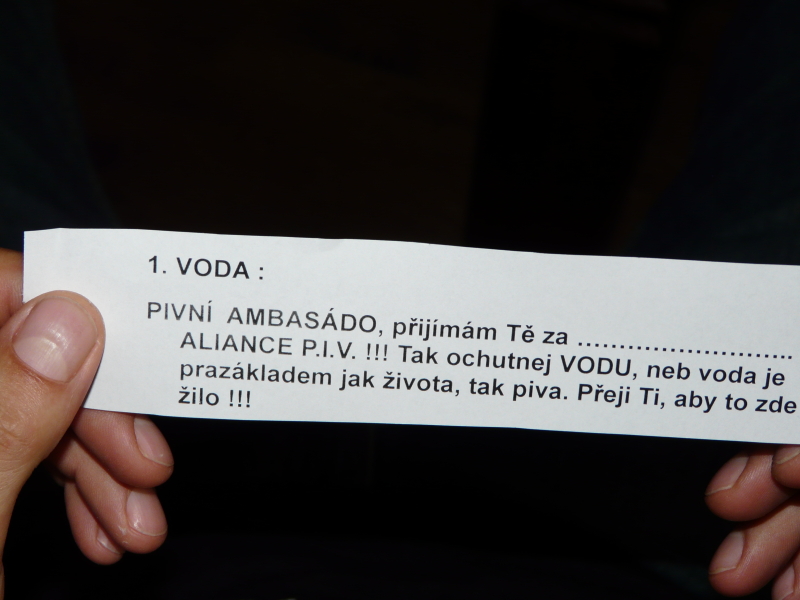 1. VODA :
PIVNÍ AMBASÁDO, přijímám Tě za ...........................
ALIANCE P.I.V. !!! Tak ochutnej VODU, neb voda je
prazákladem jak života, tak piva. Přeji Ti, aby to zde
žilo !!!